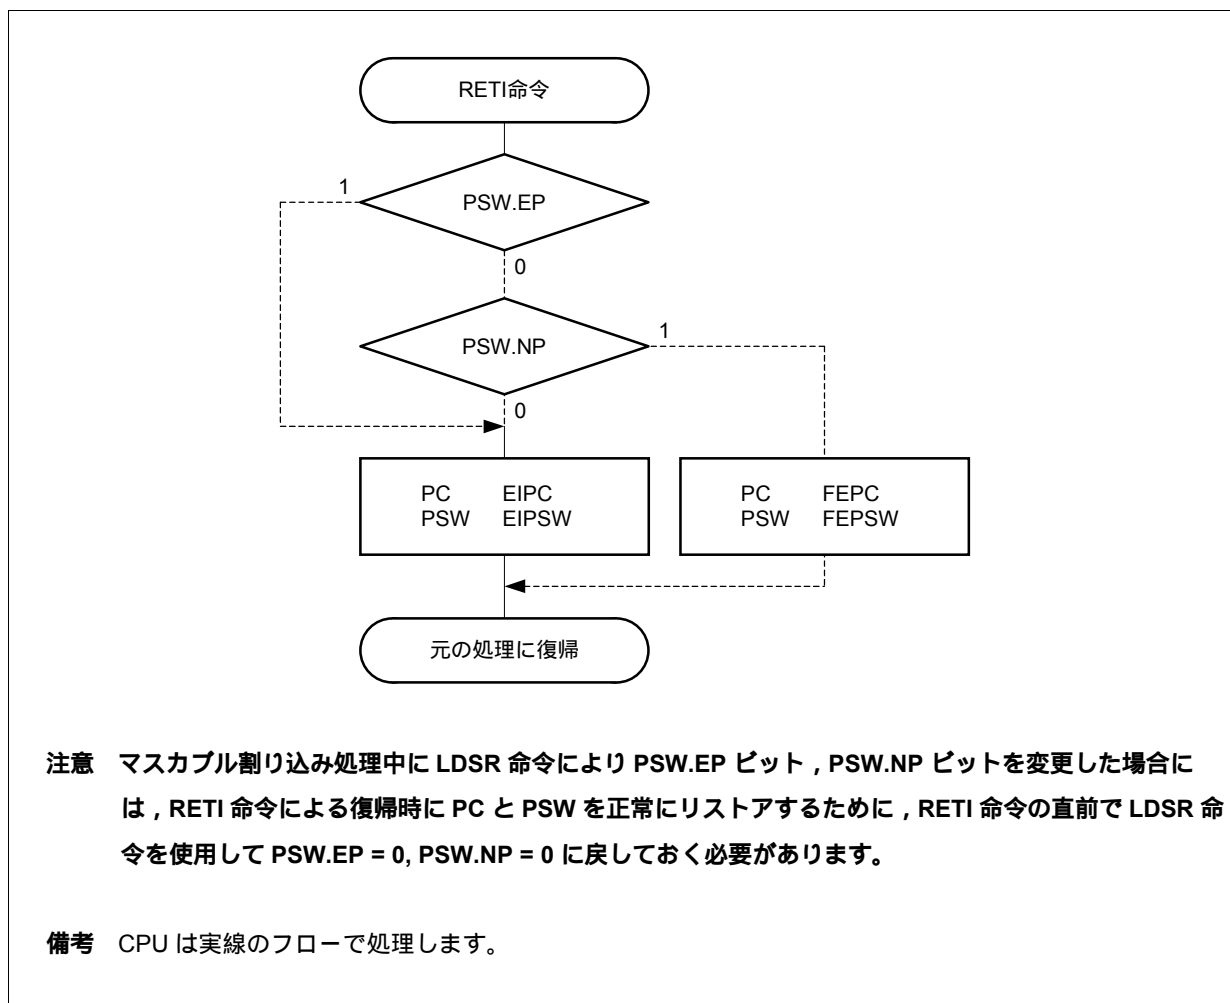 RETI命令
1
PSW.EP
0
1
PSW.NP
0
PC EIPC
PSW EIPSW
PC FEPC
PSW FEPSW
元の処理に復帰
注意 マスカブル割り込み処理中に LDSR 命令により PSW.EP ビット , PSW.NP ビットを変更した場合に
は , RETI 命令による復帰時に PC と PSW を正常にリストアするために , RETI 命令の直前で LDSR 命
令を使用して PSW.EP = 0, PSW.NP = 0 に戻しておく必要があります。
備考 CPU は実線のフローで処理します。